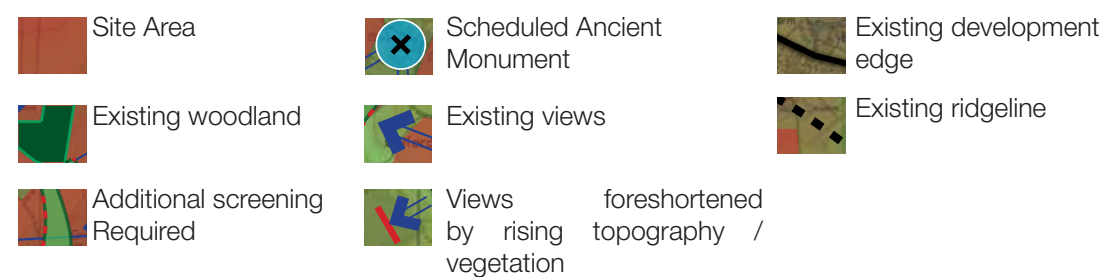 Site Area
Existing woodland
Additional screening
Required
Scheduled Ancient
Monument
Existing views
Views foreshortened
by rising topography /
vegetation
Existing development
edge
Existing ridgeline